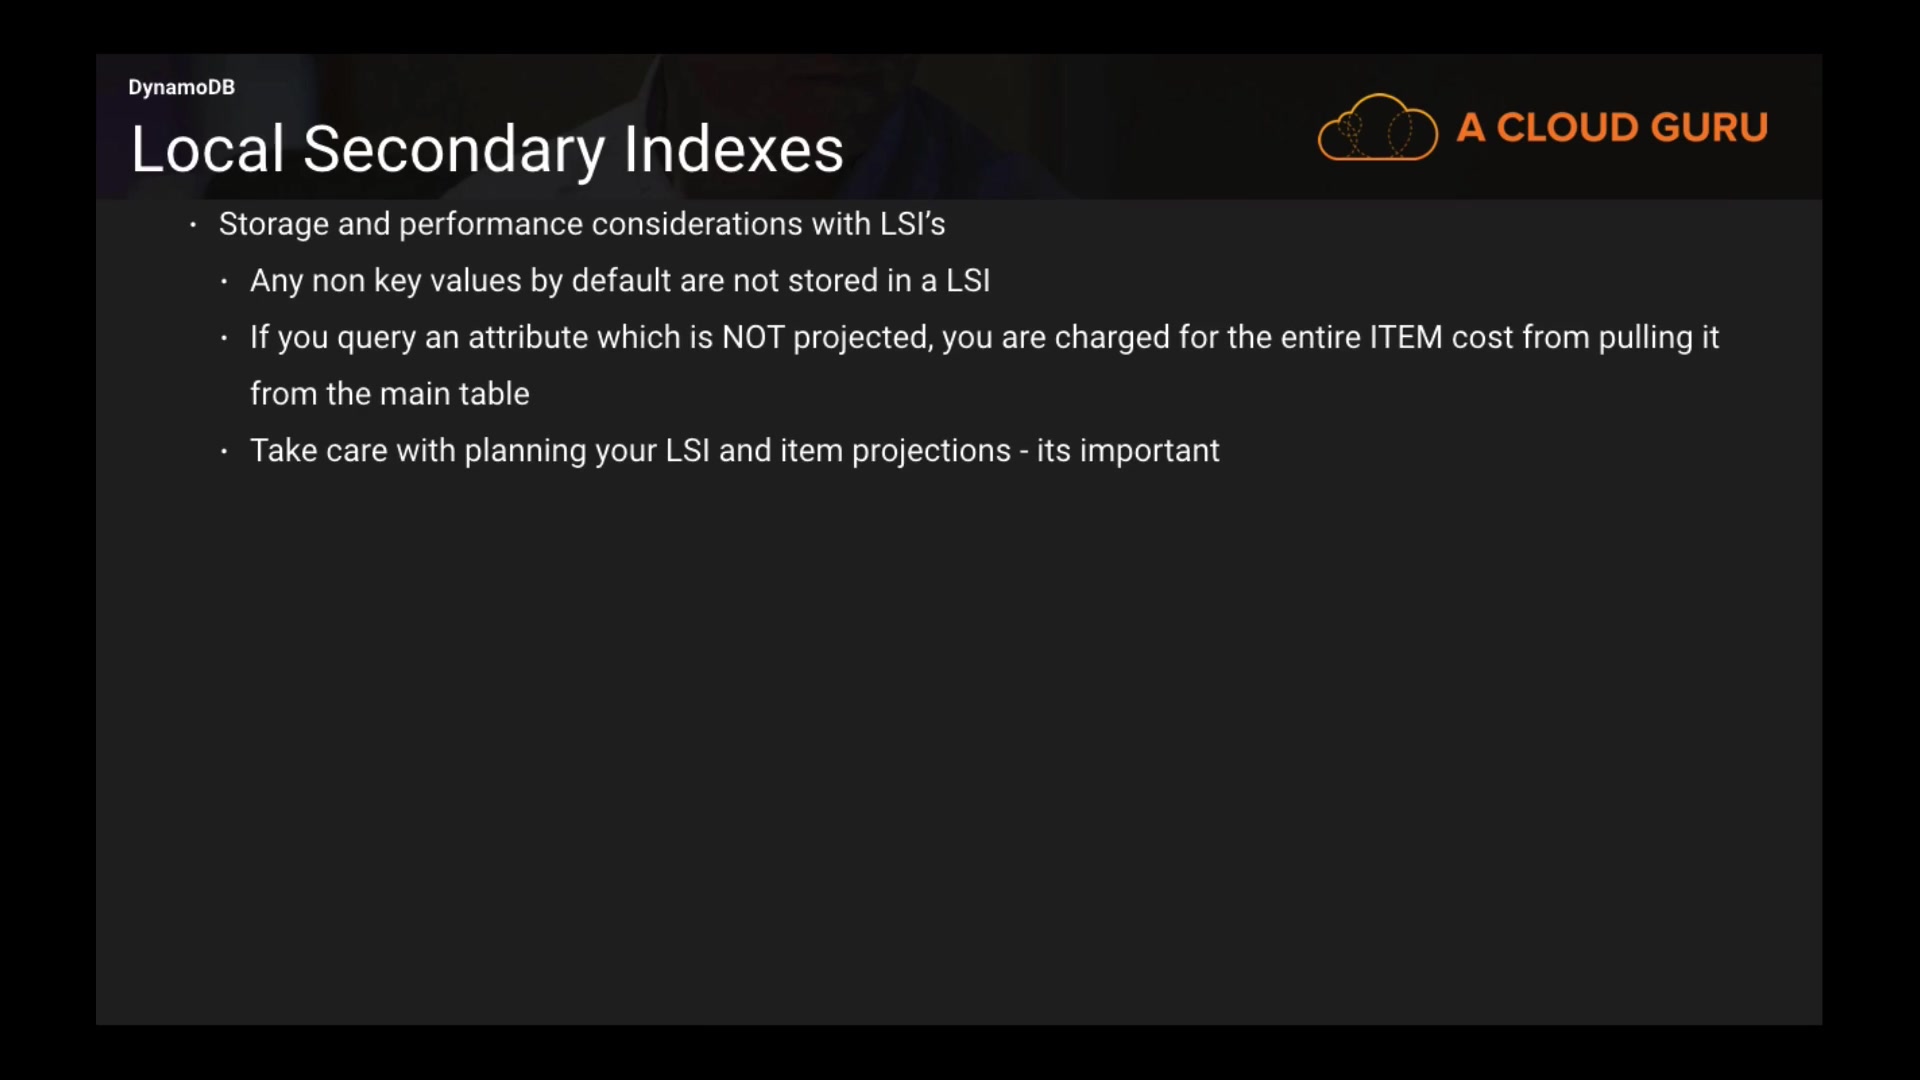 DynamoDB
Local Secondary Indexes
A CLOUD GURU
· Storage and performance considerations with LSI’s
· Any non key values by default are not stored in a LSI
· If you query an attribute which is NOT projected, you are charged for the entire ITEM cost from pulling it
from the main table
· Take care with planning your LSI and item projections - its important